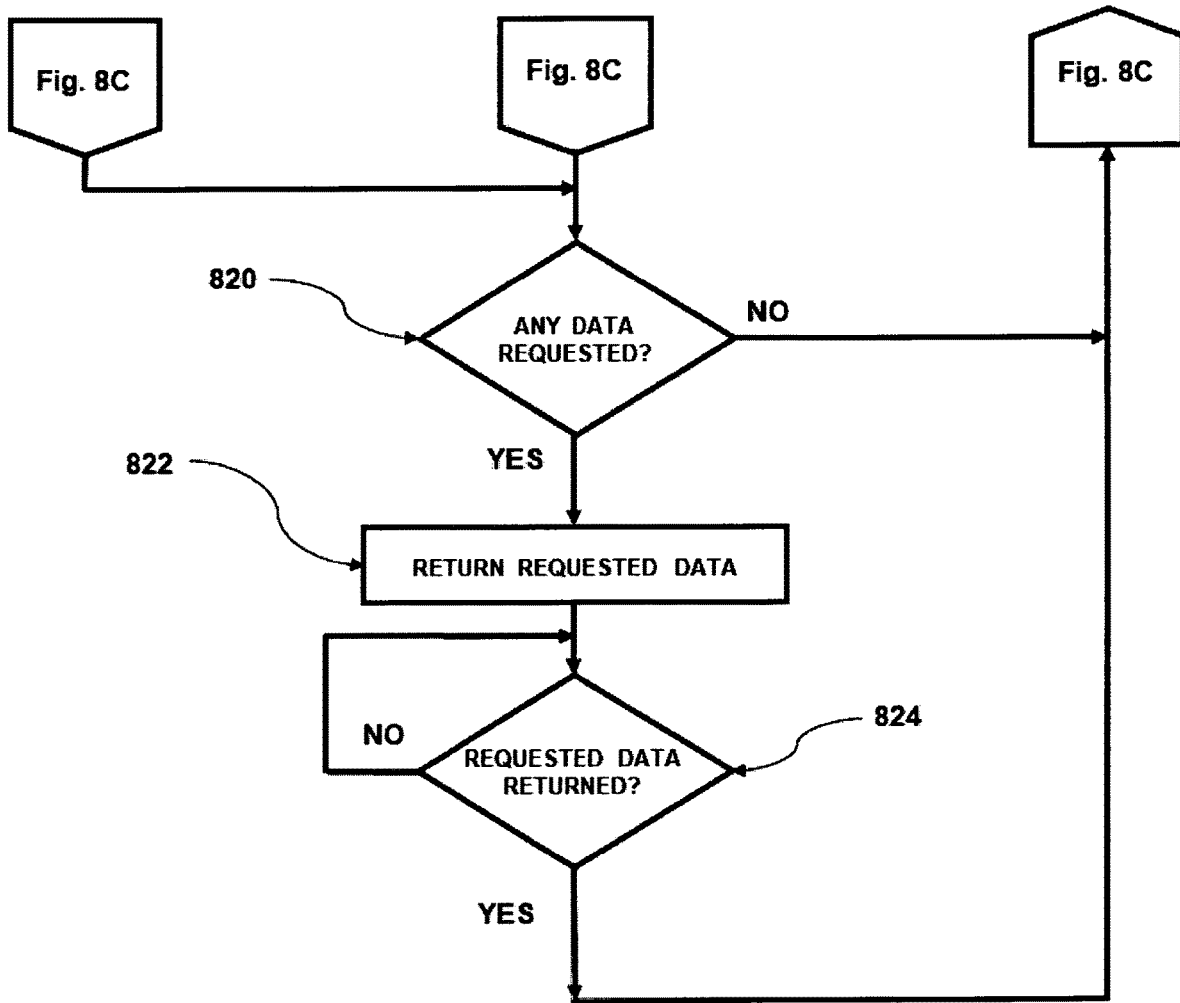 Fig. 8C
Fig. 8C
Fig. 8C
820
ANY DATA
REQUESTED?
NO
YES
822
RETURN REQUESTED DATA
NO
824
REQUESTED DATA
RETURNED?
YES